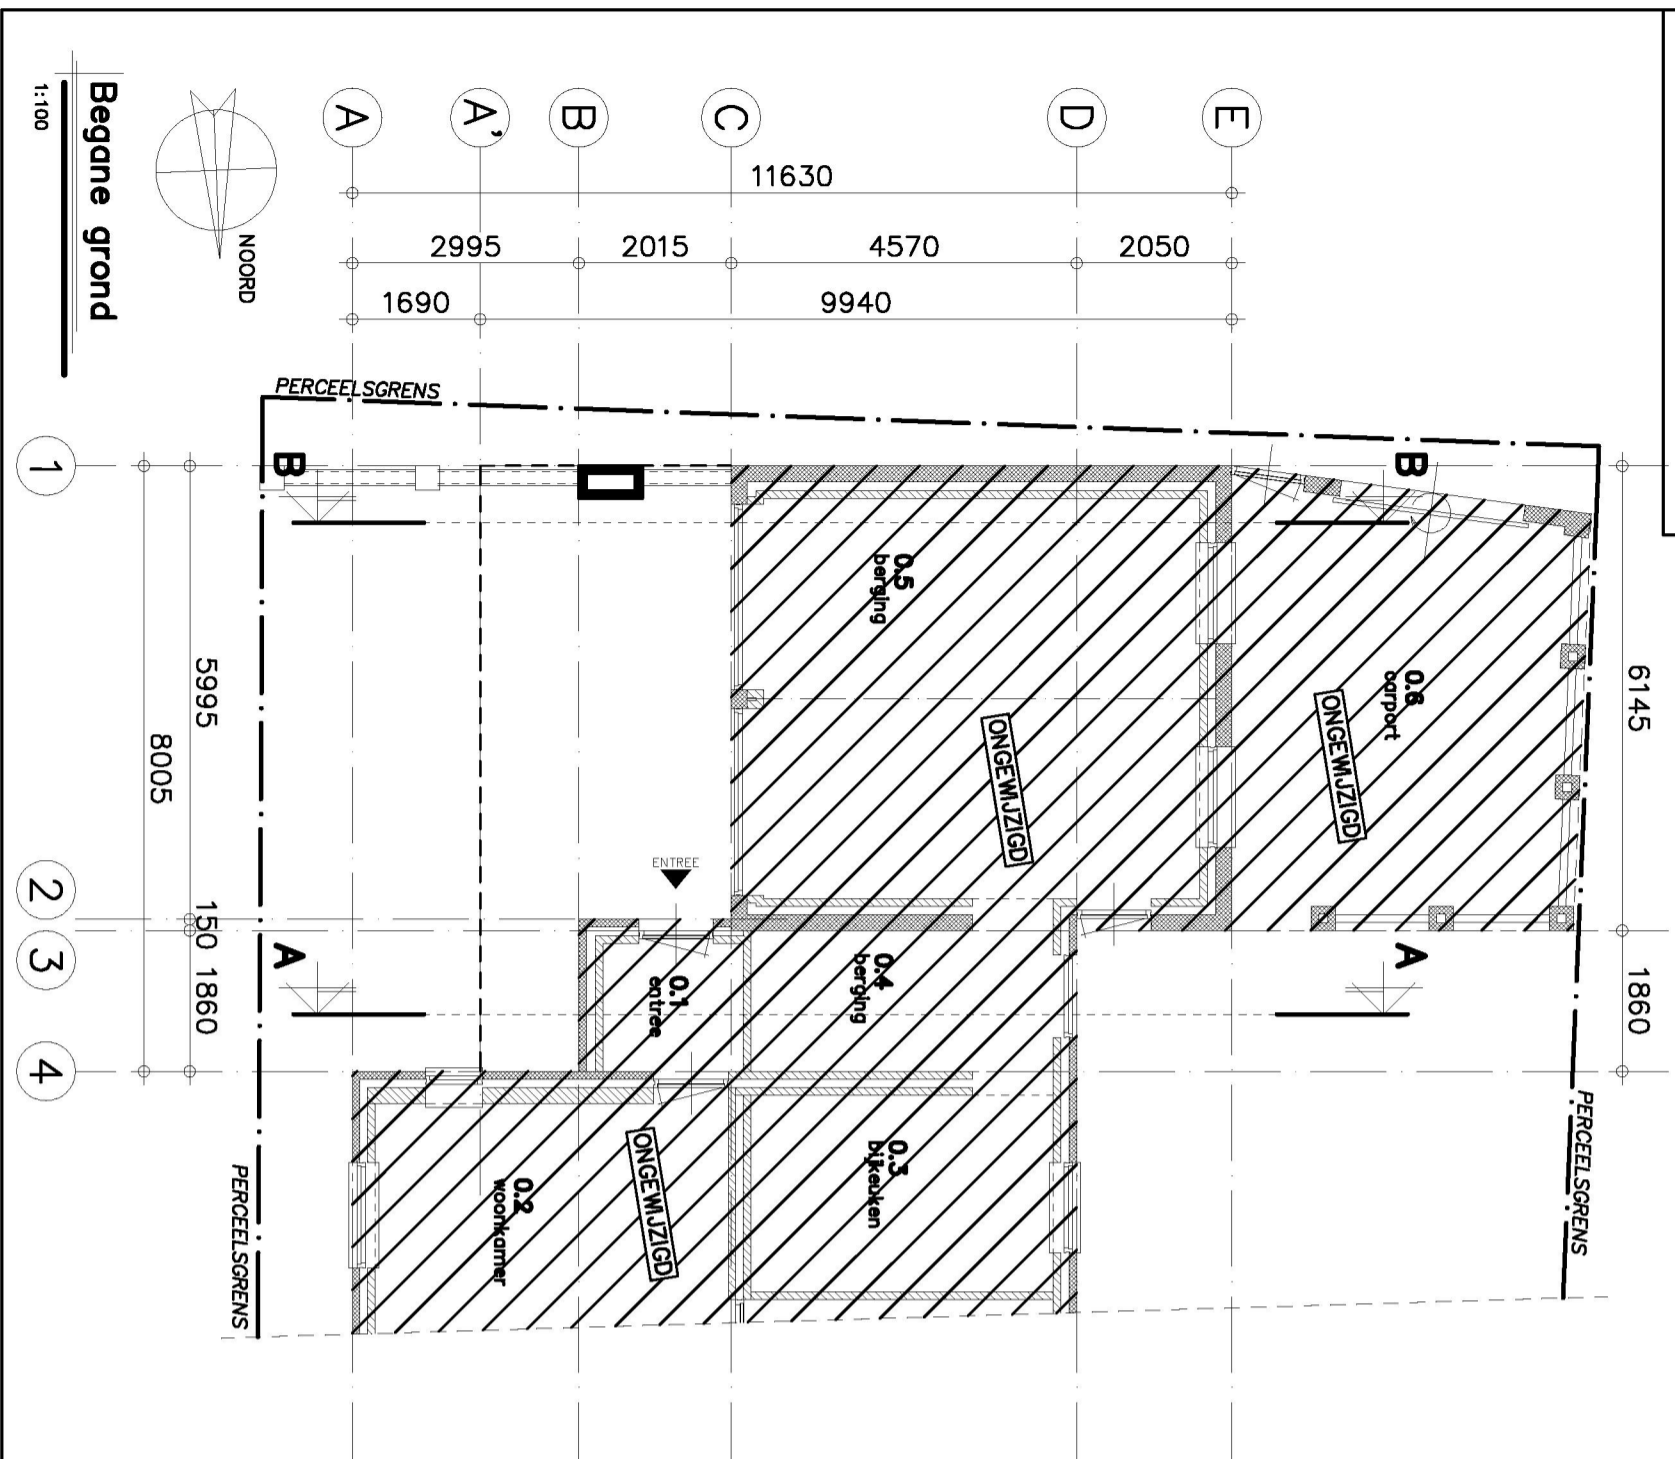 Begane grond
1:100
NOORD
A
A'
B
C
D
E
11630
2995
2015
4570
2050
1690
9940
PERCEELSGRENS
1
B
B
5995
8005
6145
0.5
berging
0.6
carport
ONGEWIJZIGD
ONGEWIJZIGD
ENTREE
2
150
3
1860
1860
A
A
0.1
entree
0.4
berging
4
0.3
bijkeuken
0.2
woonkamer
ONGEWIJZIGD
PERCEELSGRENS
PERCEELSGRENS